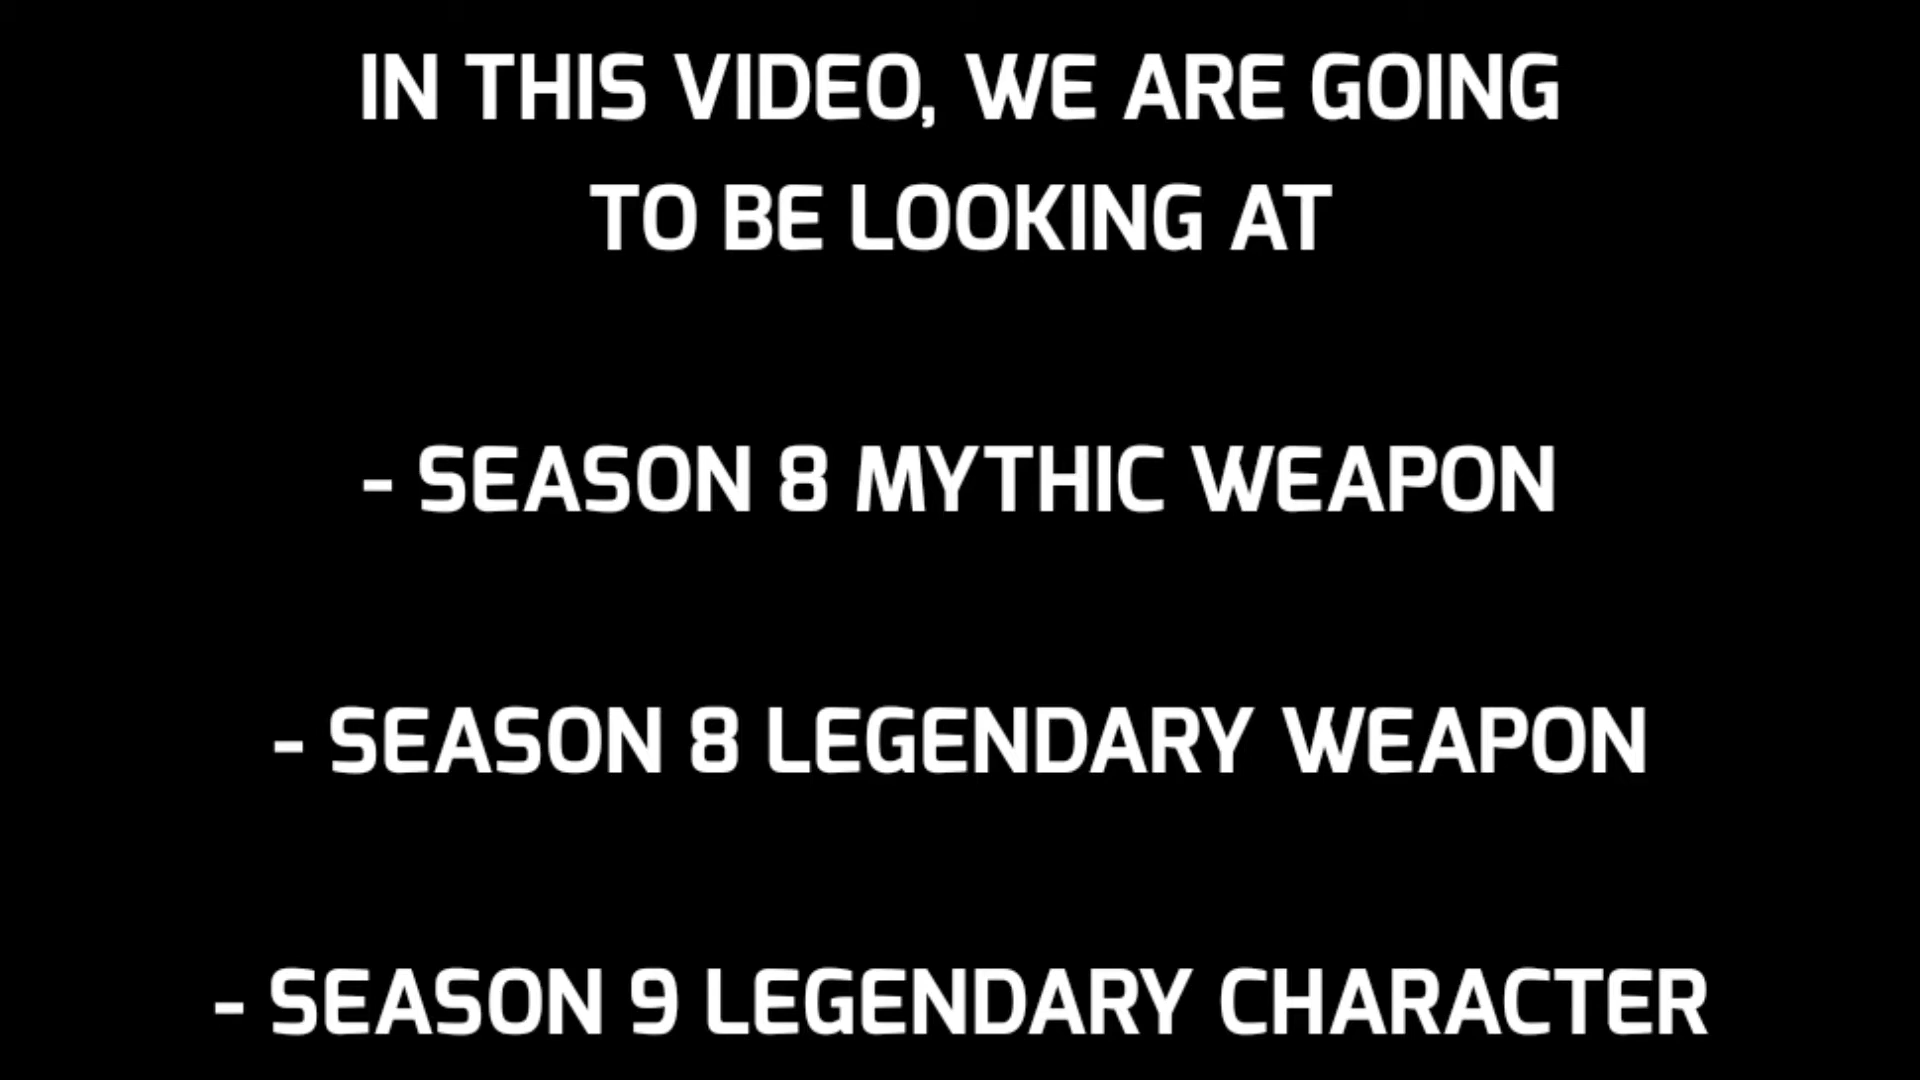 IN THIS VIDEO, WE ARE GOING
TO BE LOOKING AT
- SEASON 8 MYTHIC WEAPON
- SEASON 8 LEGENDARY WEAPON
- SEASON 9 LEGENDARY CHARACTER